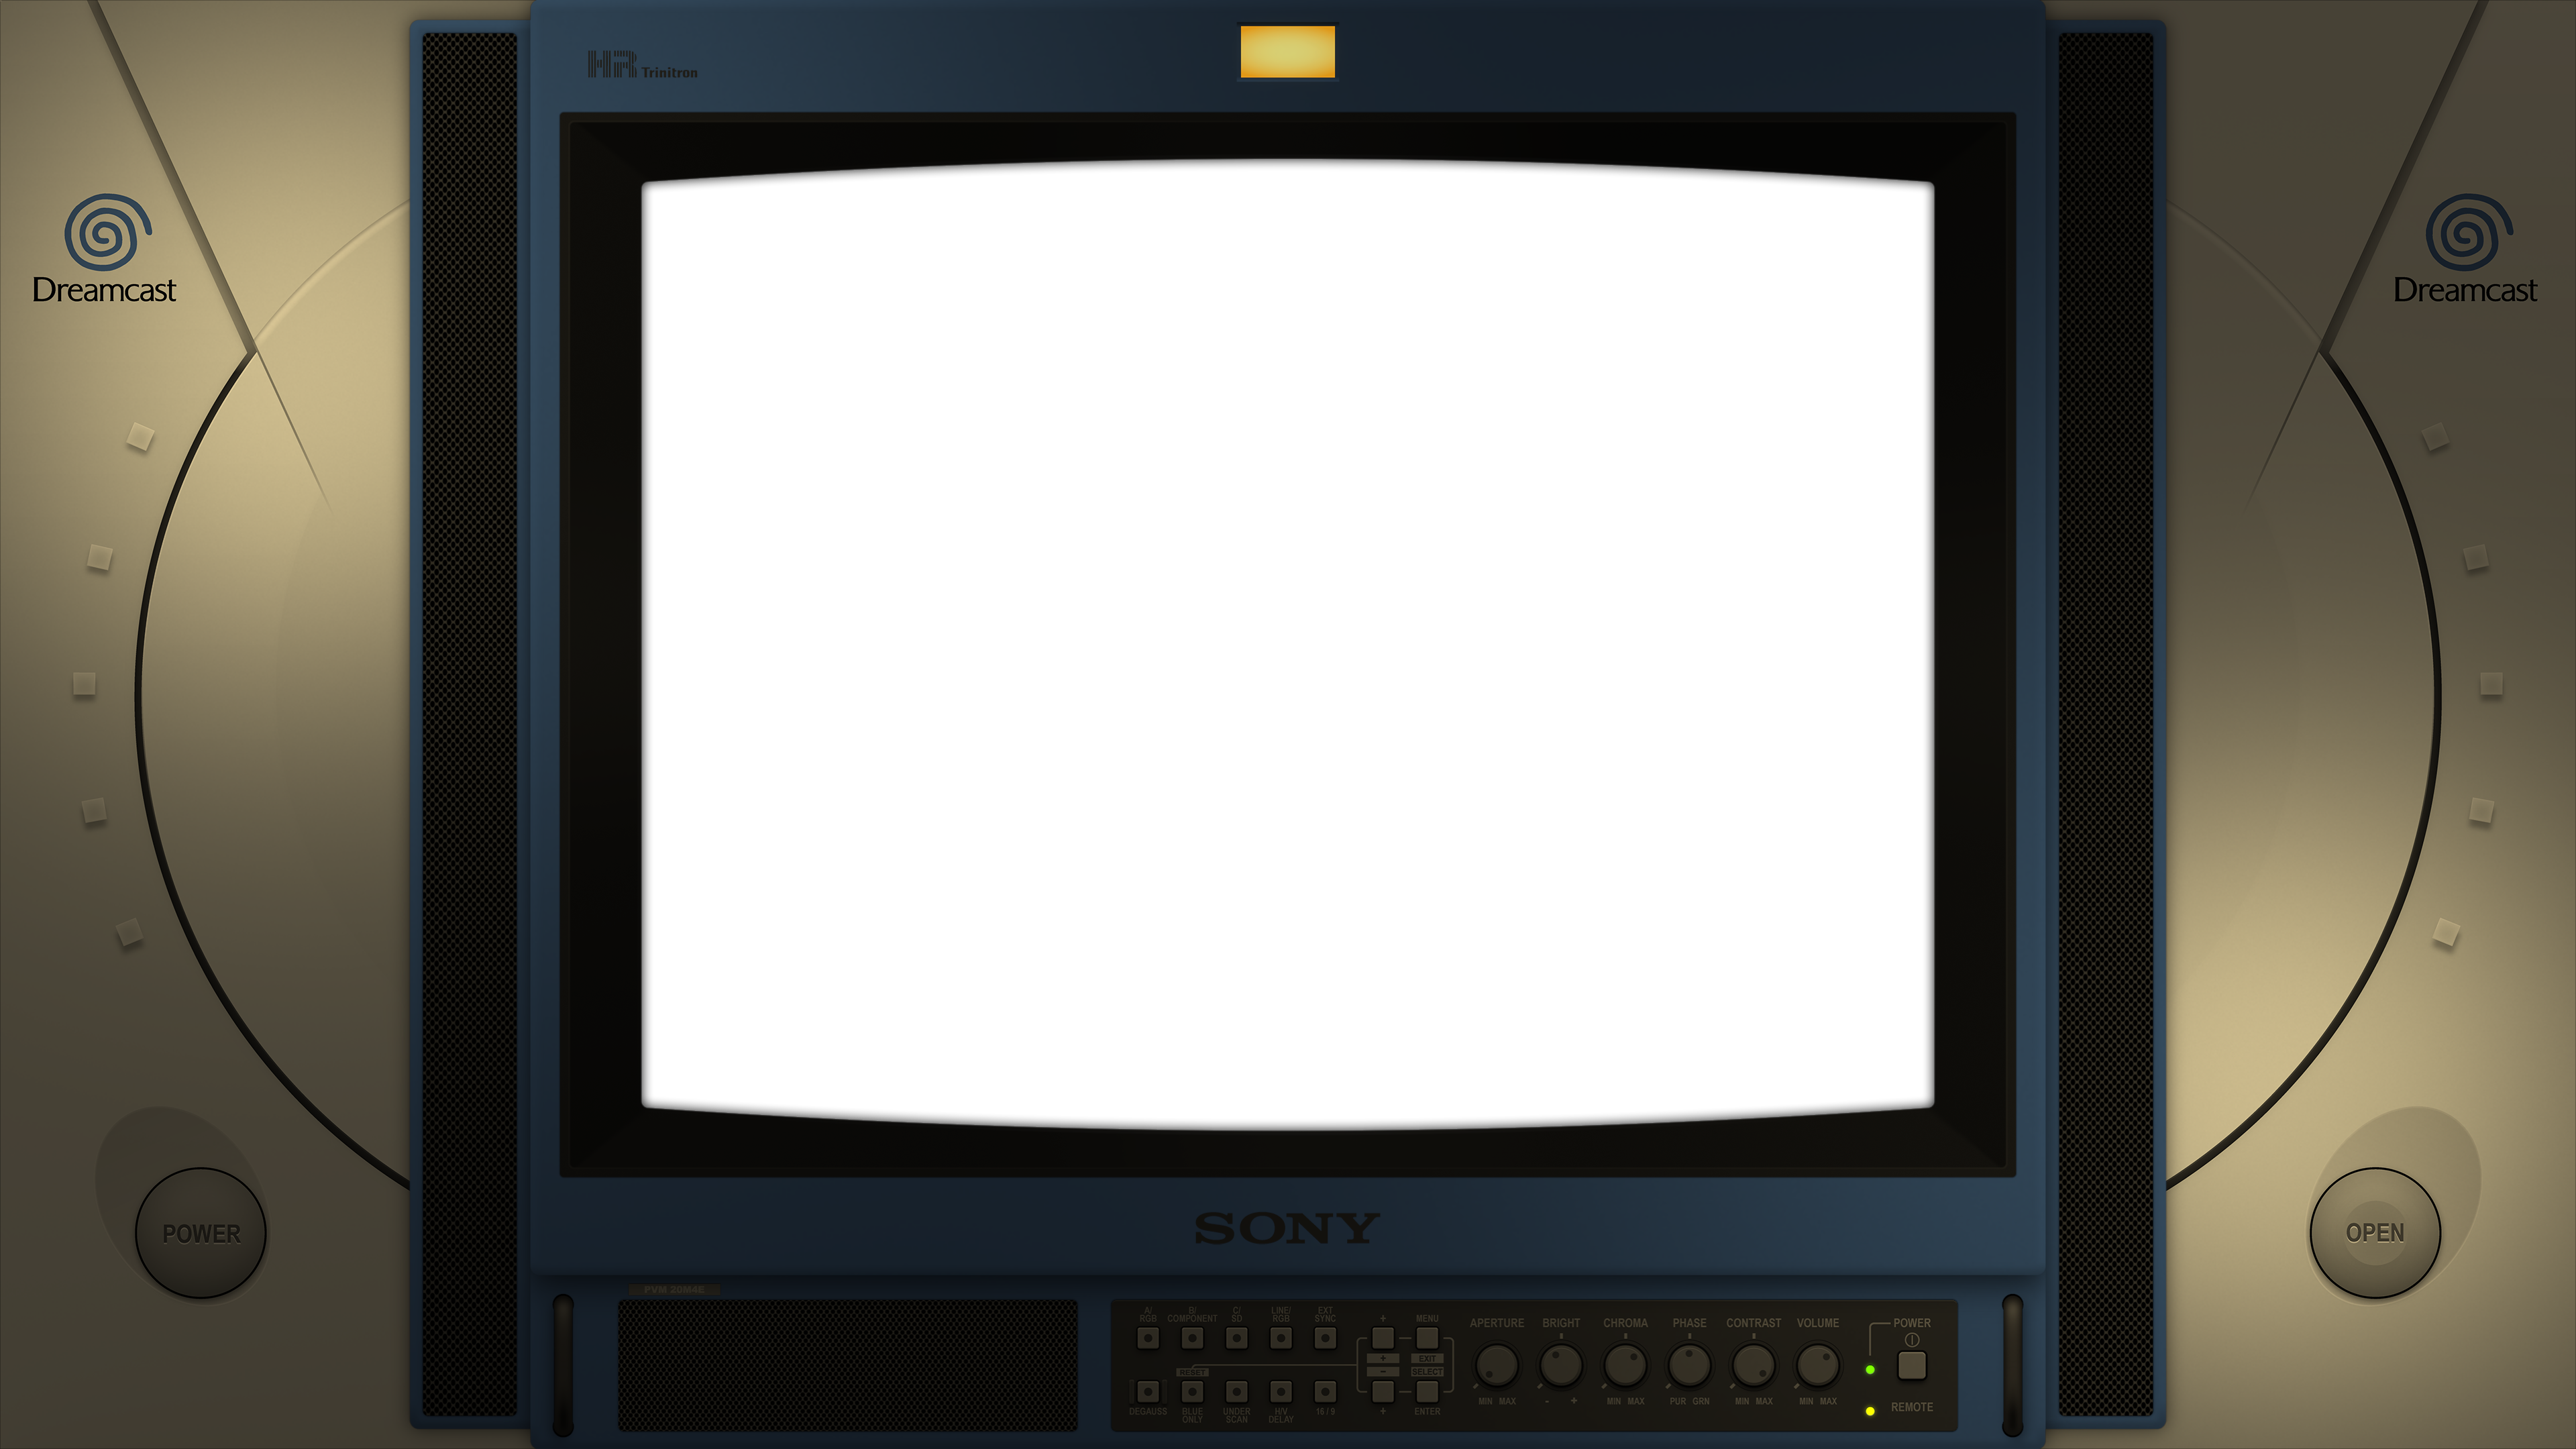 HR Trinitron
Dreamcast
Dreamcast
POWER
OPEN
SONY
PVM 20M4E
A/ B/ C/ LINE/ EXT
RGB COMPONENT SD RGB SYNC + MENU
APERTURE BRIGHT CHROMA PHASE CONTRAST VOLUME POWER
+ EXIT
RESET - SELECT
MIN MAX - + MIN MAX PUR GRN MIN MAX MIN MAX
REMOTE
DEGAUSS BLUE UNDER H/V 16/9 + ENTER
ONLY SCAN DELAY